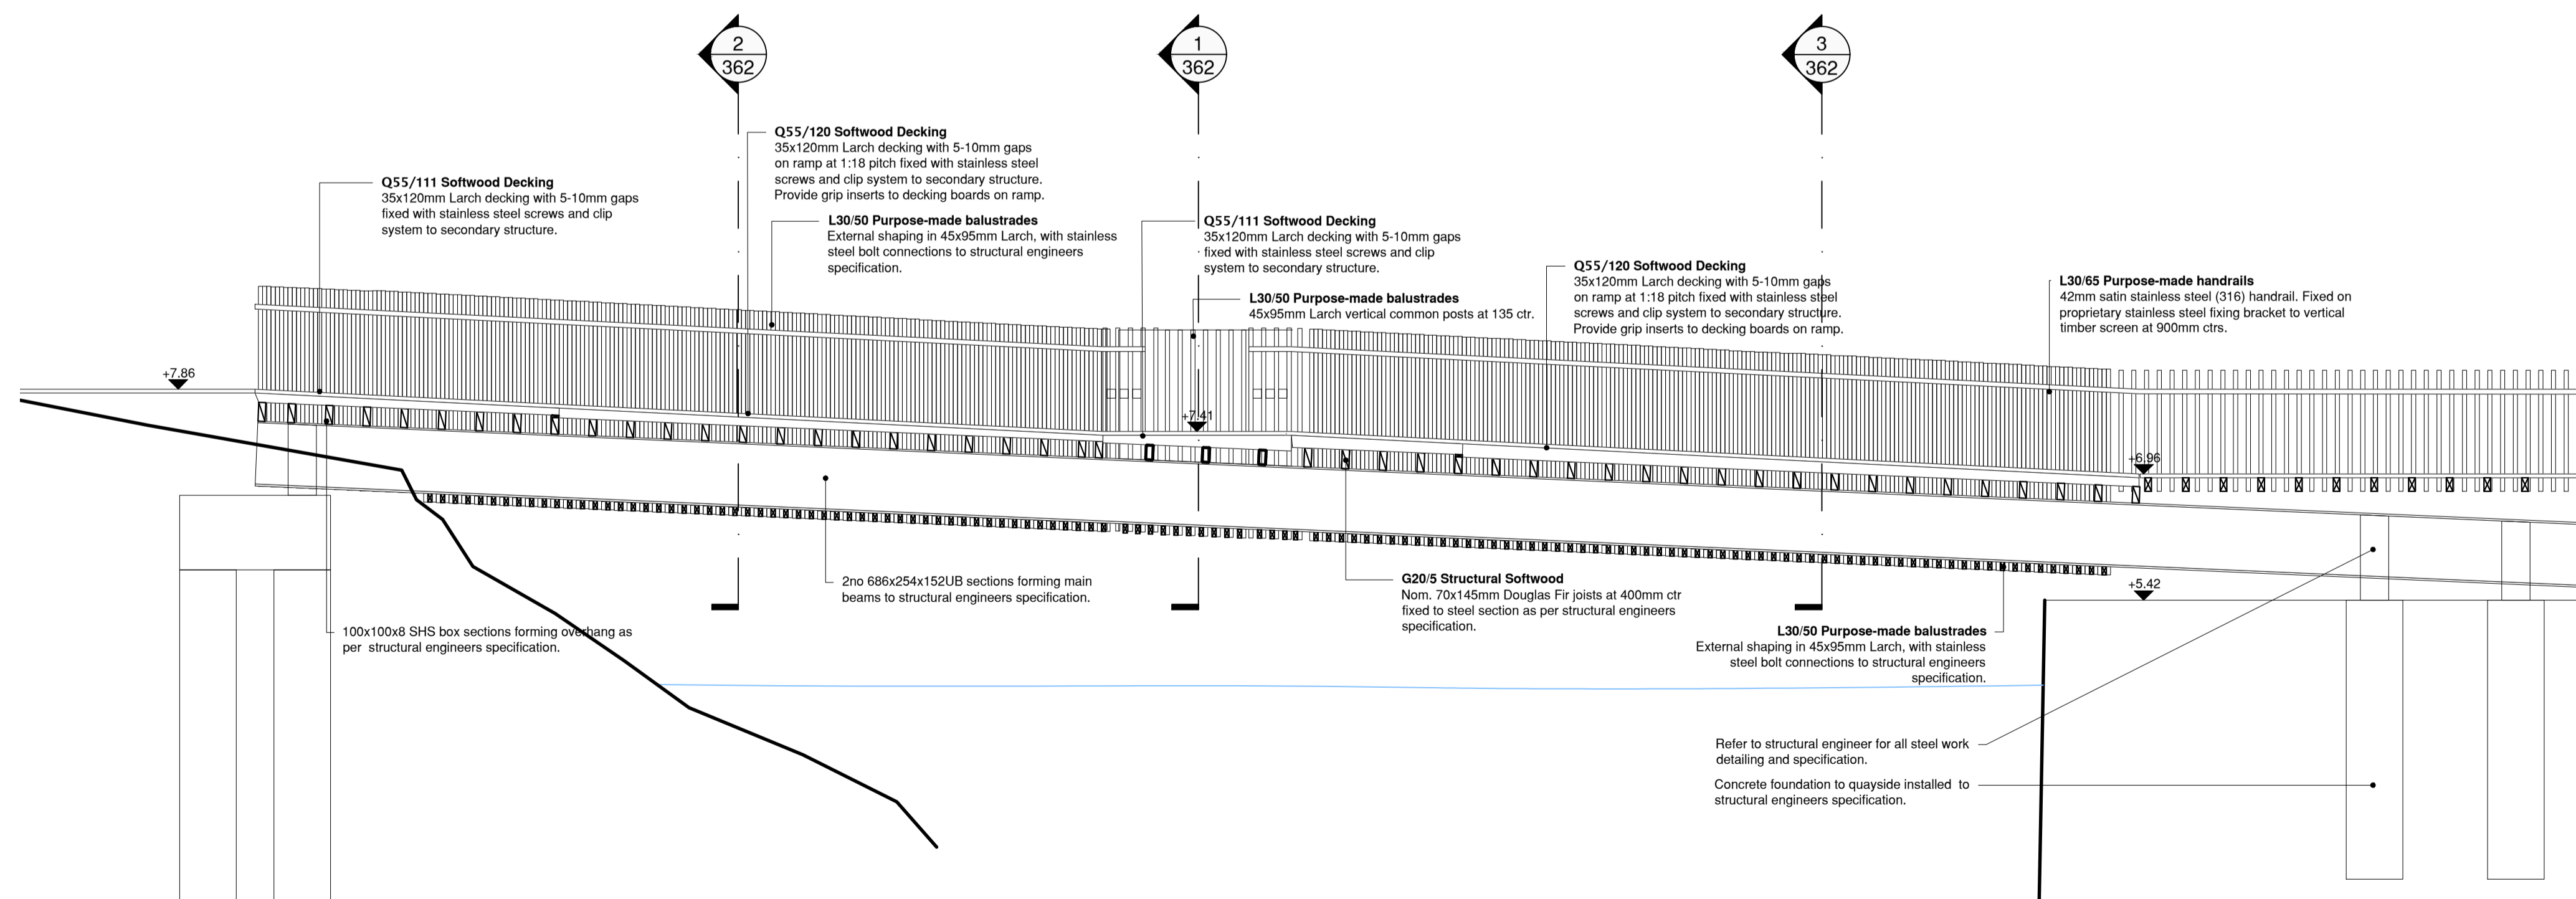 2
362
1
362
3
362
Q55/120 Softwood Decking
35x120mm Larch decking with 5-10mm gaps
on ramp at 1:18 pitch fixed with stainless steel
screws and clip system to secondary structure.
Provide grip inserts to decking boards on ramp.
Q55/111 Softwood Decking
35x120mm Larch decking with 5-10mm gaps
fixed with stainless steel screws and clip
system to secondary structure.
L30/50 Purpose-made balustrades
External shaping in 45x95mm Larch, with stainless
steel bolt connections to structural engineers
specification.
Q55/111 Softwood Decking
35x120mm Larch decking with 5-10mm gaps
fixed with stainless steel screws and clip
system to secondary structure.
L30/50 Purpose-made balustrades
45x95mm Larch vertical common posts at 135 ctr.
Q55/120 Softwood Decking
35x120mm Larch decking with 5-10mm gaps
on ramp at 1:18 pitch fixed with stainless steel
screws and clip system to secondary structure.
Provide grip inserts to decking boards on ramp.
L30/65 Purpose-made handrails
42mm satin stainless steel (316) handrail. Fixed on
proprietary stainless steel fixing bracket to vertical
timber screen at 900mm ctrs.
+7.86
+7.41
+6.96
2no 686x254x152UB sections forming main
beams to structural engineers specification.
G20/5 Structural Softwood
Nom. 70x145mm Douglas Fir joists at 400mm ctr
fixed to steel section as per structural engineers
specification.
+5.42
100x100x8 SHS box sections forming overhang as
per structural engineers specification.
L30/50 Purpose-made balustrades
External shaping in 45x95mm Larch, with stainless
steel bolt connections to structural engineers
specification.
Refer to structural engineer for all steel work
detailing and specification.
Concrete foundation to quayside installed to
structural engineers specification.